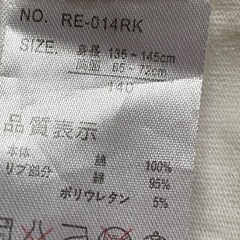 NO. RE-014RK
SIZE. 身長 135～145cm
胸囲 65～72cm
140
品質表示
本体 綿 100%
リブ部分 綿 95%
ポリウレタン 5%